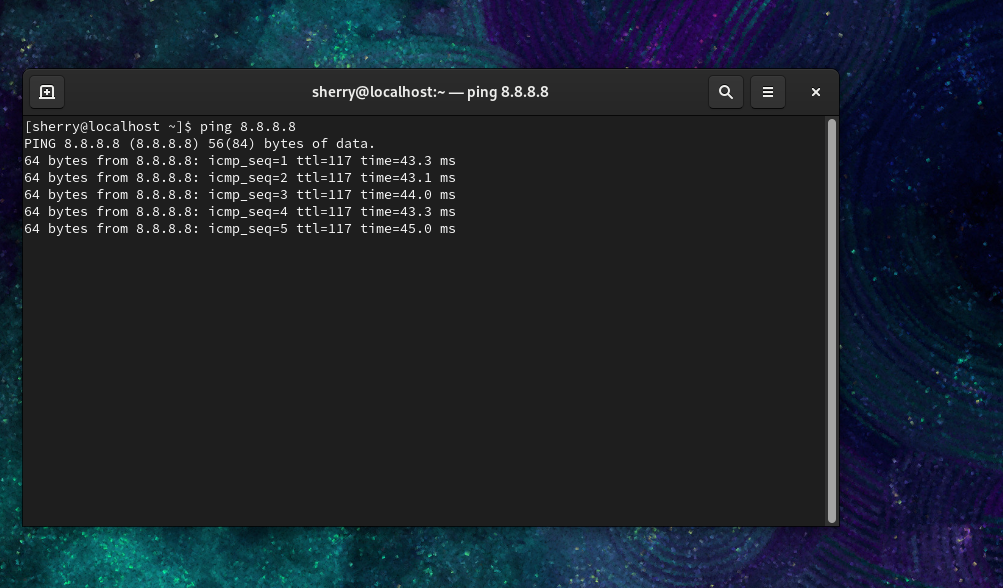 sherry@localhost:~ — ping 8.8.8.8
[sherry@localhost ~]$ ping 8.8.8.8
PING 8.8.8.8 (8.8.8.8) 56(84) bytes of data.
64 bytes from 8.8.8.8: icmp_seq=1 ttl=117 time=43.3 ms
64 bytes from 8.8.8.8: icmp_seq=2 ttl=117 time=43.1 ms
64 bytes from 8.8.8.8: icmp_seq=3 ttl=117 time=44.0 ms
64 bytes from 8.8.8.8: icmp_seq=4 ttl=117 time=43.3 ms
64 bytes from 8.8.8.8: icmp_seq=5 ttl=117 time=45.0 ms